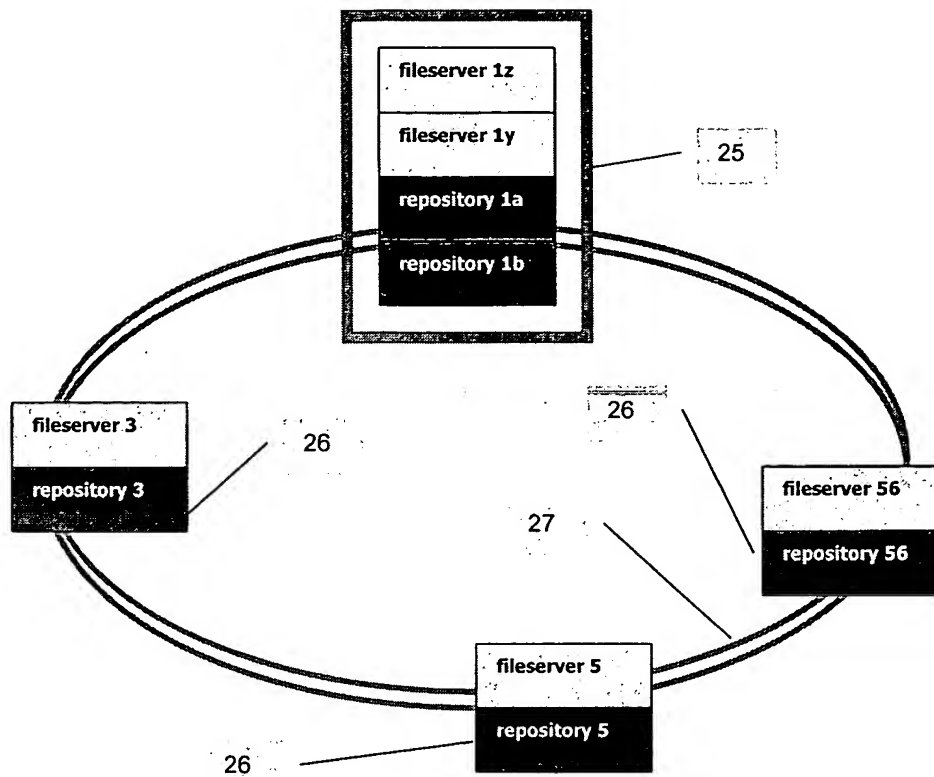 fileserver 1z
fileserver 1y
25
repository 1a
repository 1b
fileserver 3
26
26
repository 3
fileserver 56
27
repository 56
fileserver 5
repository 5
26